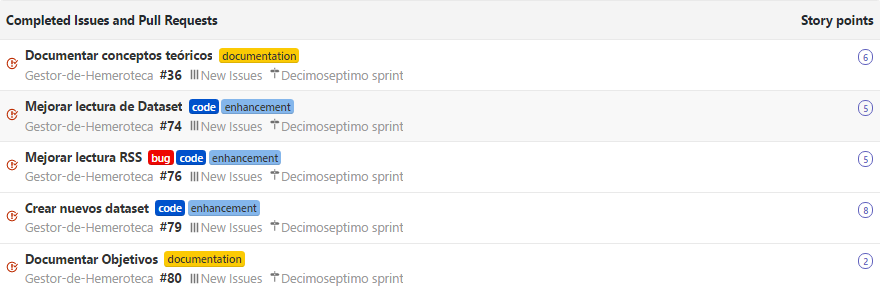 Completed Issues and Pull Requests Story points
Documentar conceptos teóricos documentation 6
Gestor-de-Hemeroteca #36 New Issues Decimoseptimo sprint
Mejorar lectura de Dataset code enhancement 5
Gestor-de-Hemeroteca #74 New Issues Decimoseptimo sprint
Mejorar lectura RSS bug code enhancement 5
Gestor-de-Hemeroteca #76 New Issues Decimoseptimo sprint
Crear nuevos dataset code enhancement 8
Gestor-de-Hemeroteca #79 New Issues Decimoseptimo sprint
Documentar Objetivos documentation 2
Gestor-de-Hemeroteca #80 New Issues Decimoseptimo sprint